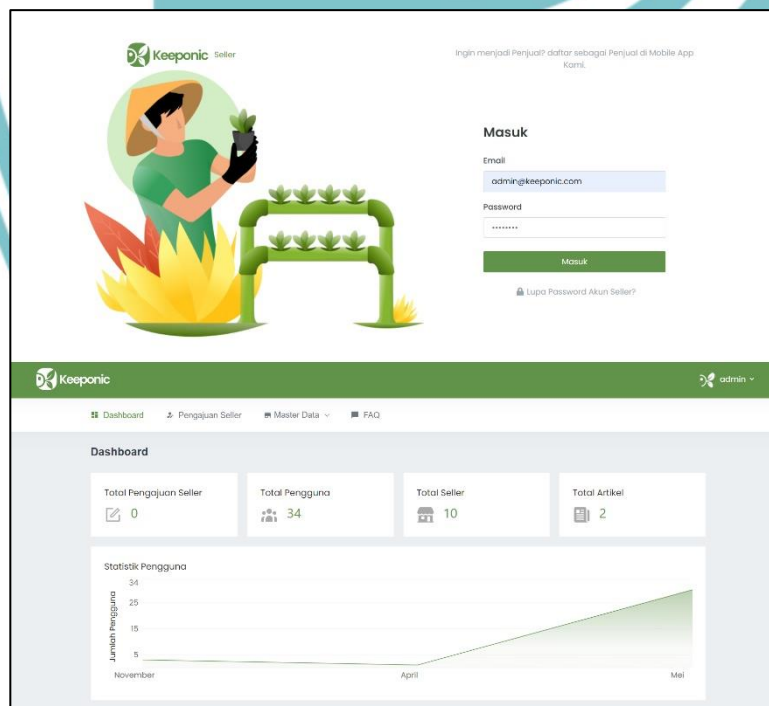 Keeponic Seller
Ingin menjadi Penjual? daftar sebagai Penjual di Mobile App
Kami.
Masuk
Email
admin@keeponic.com
Password
••••••••
Masuk
Lupa Password Akun Seller?
Keeponic
admin
Dashboard
Pengajuan Seller
Master Data
FAQ
Dashboard
Total Pengajuan Seller
0
Total Pengguna
34
Total Seller
10
Total Artikel
2
Statistik Pengguna
Jumlah Pengguna
34
25
15
5
November
April
Mei